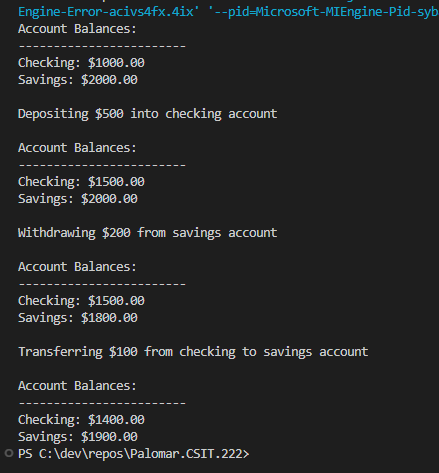 Engine-Error-acivs4fx.4ix' '--pid=Microsoft-MIEngine-Pid-syb
Account Balances:
------------------------
Checking: $1000.00
Savings: $2000.00
Depositing $500 into checking account
Account Balances:
------------------------
Checking: $1500.00
Savings: $2000.00
Withdrawing $200 from savings account
Account Balances:
------------------------
Checking: $1500.00
Savings: $1800.00
Transferring $100 from checking to savings account
Account Balances:
------------------------
Checking: $1400.00
Savings: $1900.00
PS C:\dev\repos\Palomar.CSIT.222>